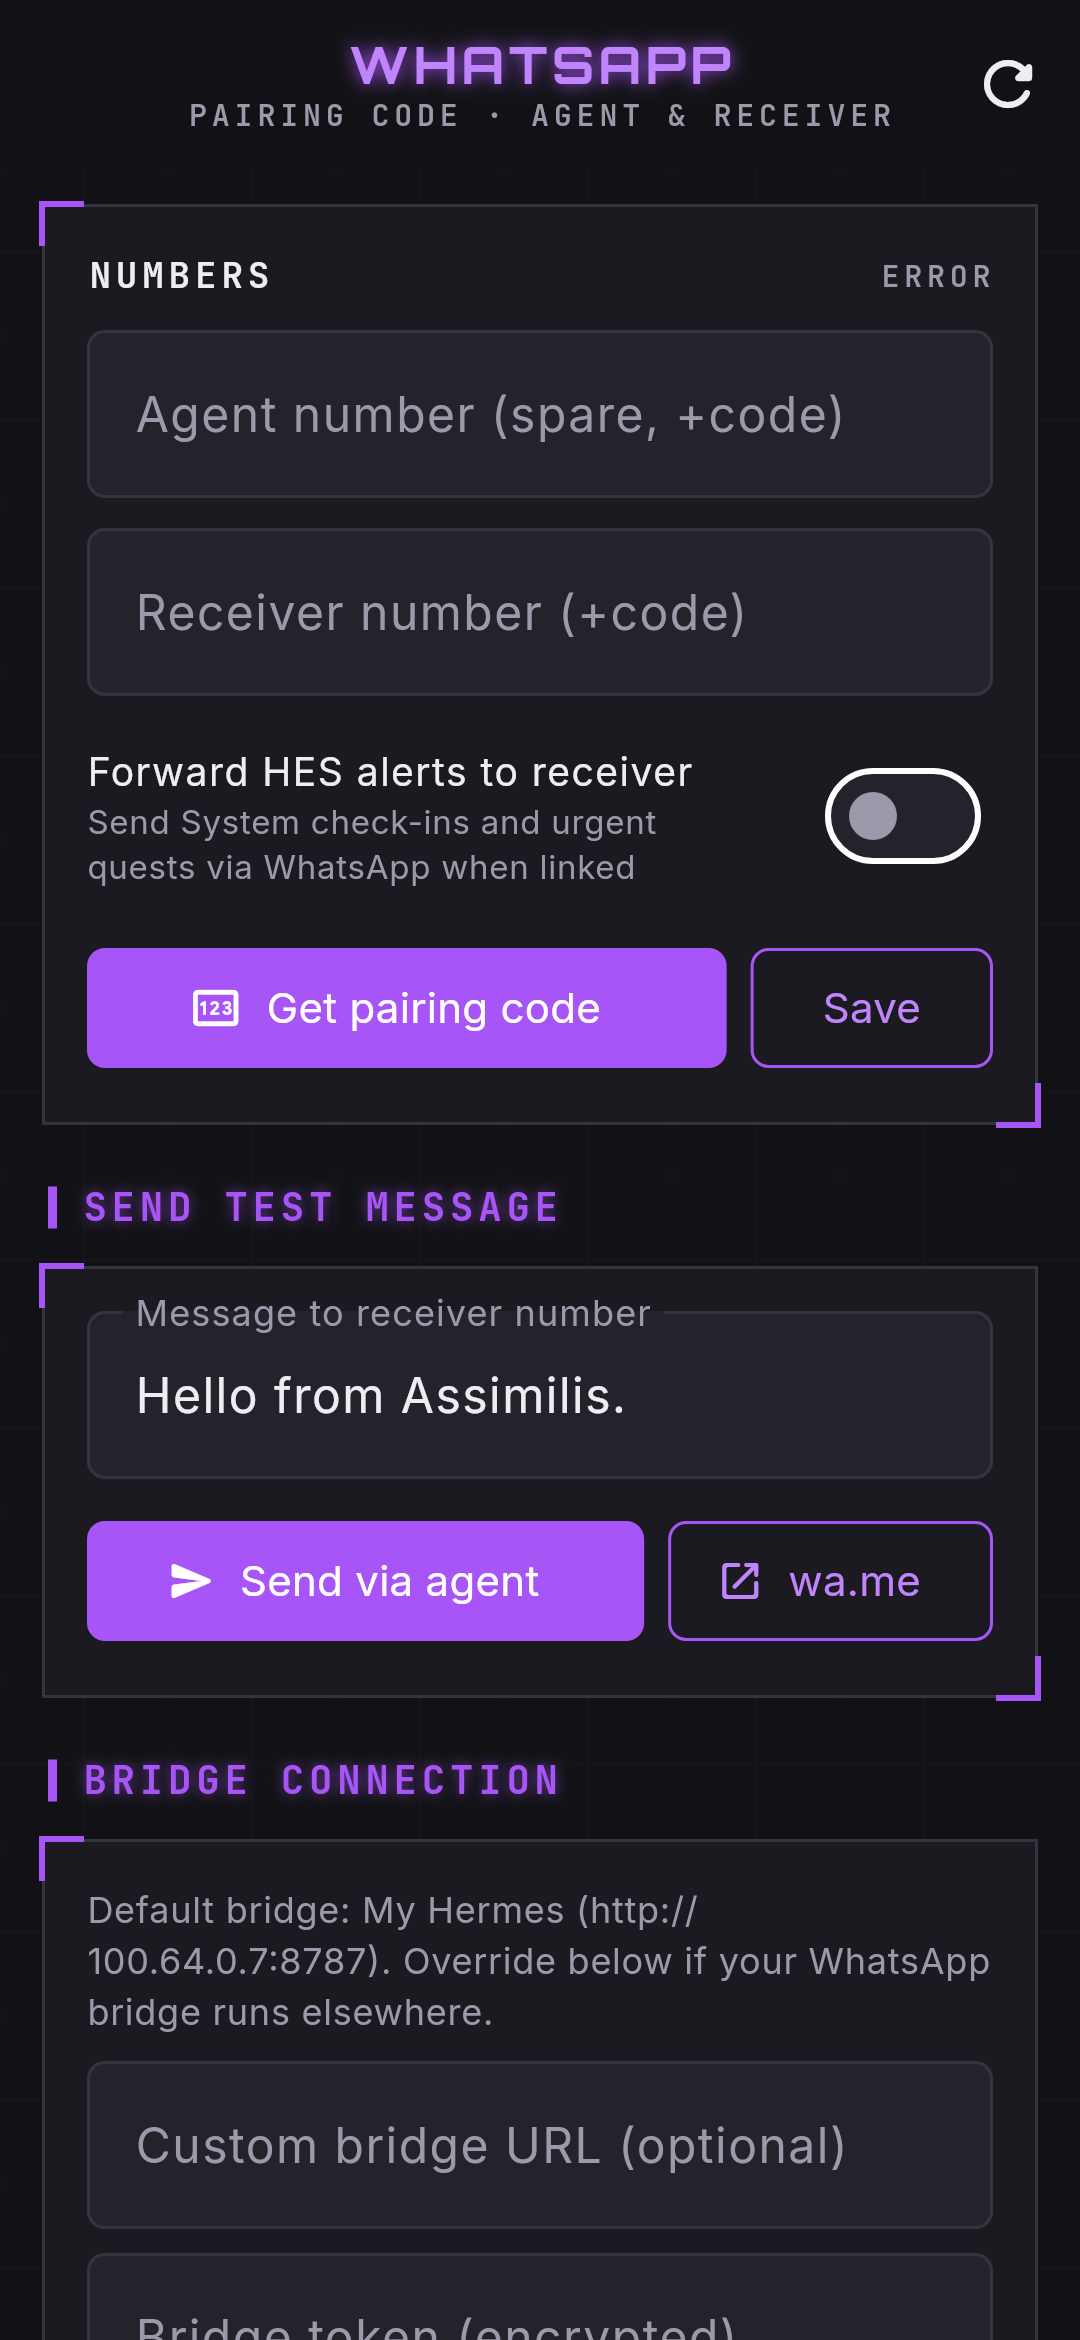 WHATSAPP
PAIRING CODE · AGENT & RECEIVER
NUMBERS
ERROR
Agent number (spare, +code)
Receiver number (+code)
Forward HES alerts to receiver
Send System check-ins and urgent
quests via WhatsApp when linked
123 Get pairing code
Save
SEND TEST MESSAGE
Message to receiver number
Hello from Assimilis.
Send via agent
wa.me
BRIDGE CONNECTION
Default bridge: My Hermes (http://
100.64.0.7:8787). Override below if your WhatsApp
bridge runs elsewhere.
Custom bridge URL (optional)
Bridge token (encrypted)